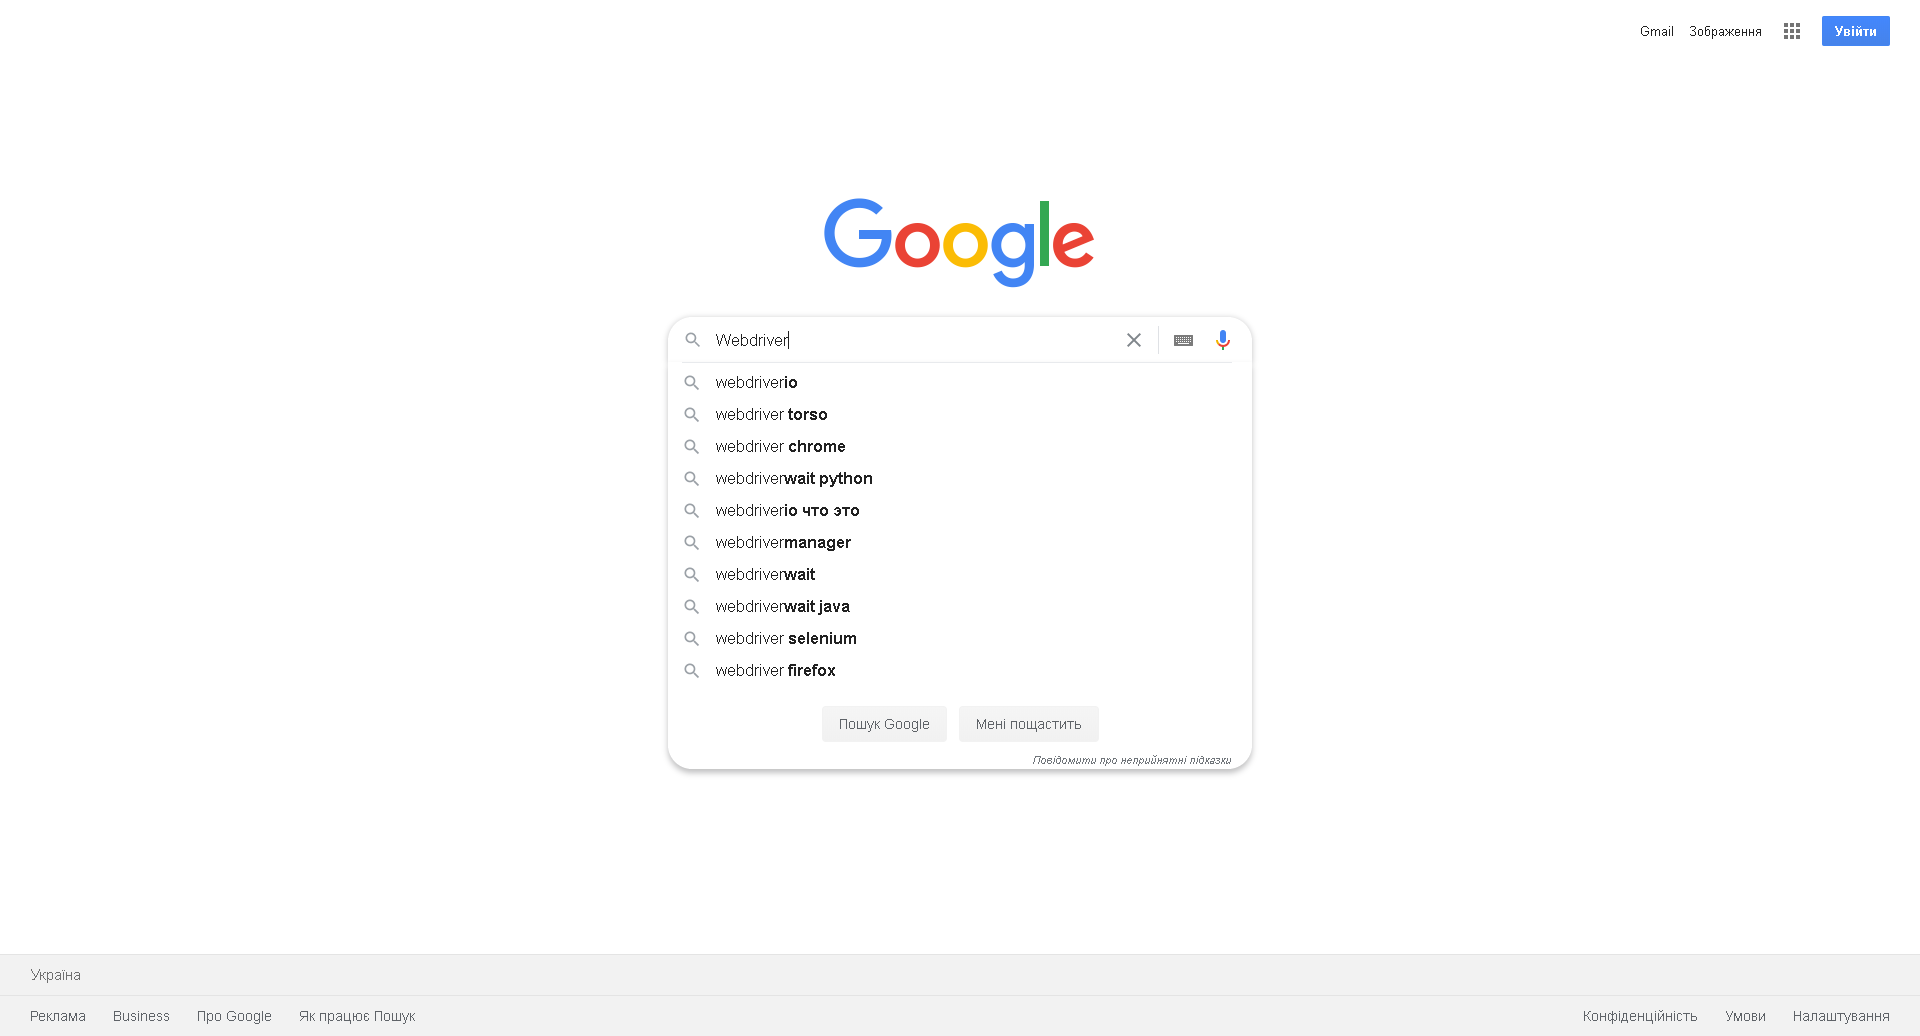 Gmail Зображення Увійти
Google
Webdriver
webdriverio
webdriver torso
webdriver chrome
webdriverwait python
webdriverio что это
webdrivermanager
webdriverwait
webdriverwait java
webdriver selenium
webdriver firefox
Пошук Google Мені пощастить
Повідомити про неприйнятні підказки
Україна
Реклама Business Про Google Як працює Пошук Конфіденційність Умови Налаштування